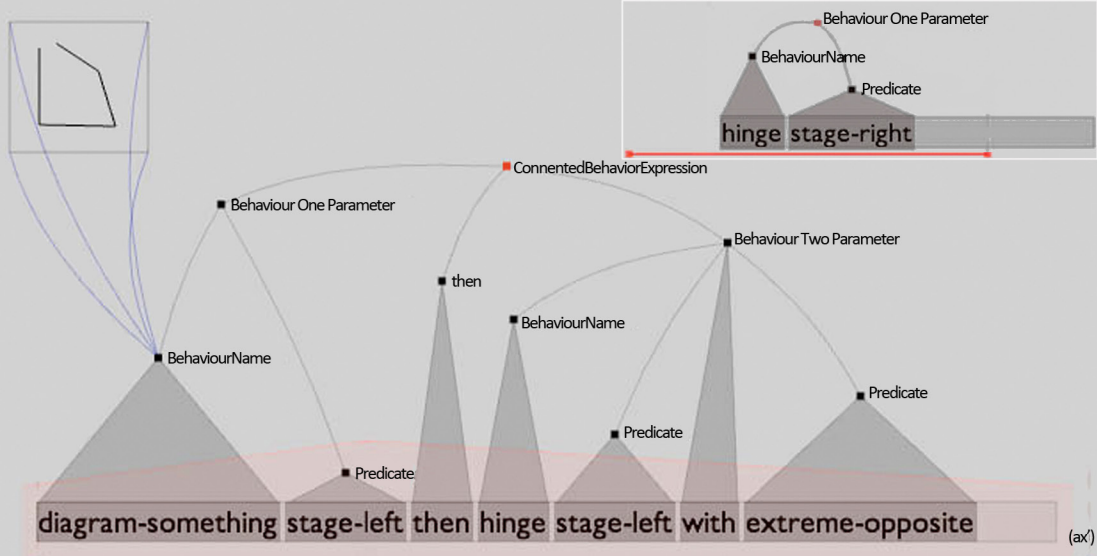 Behaviour One Parameter
BehaviourName
Predicate
hinge stage-right
ConnentedBehaviorExpression
Behaviour One Parameter
Behaviour Two Parameter
then
BehaviourName
BehaviourName
Predicate
Predicate
Predicate
diagram-something stage-left then hinge stage-left with extreme-opposite
(ax')